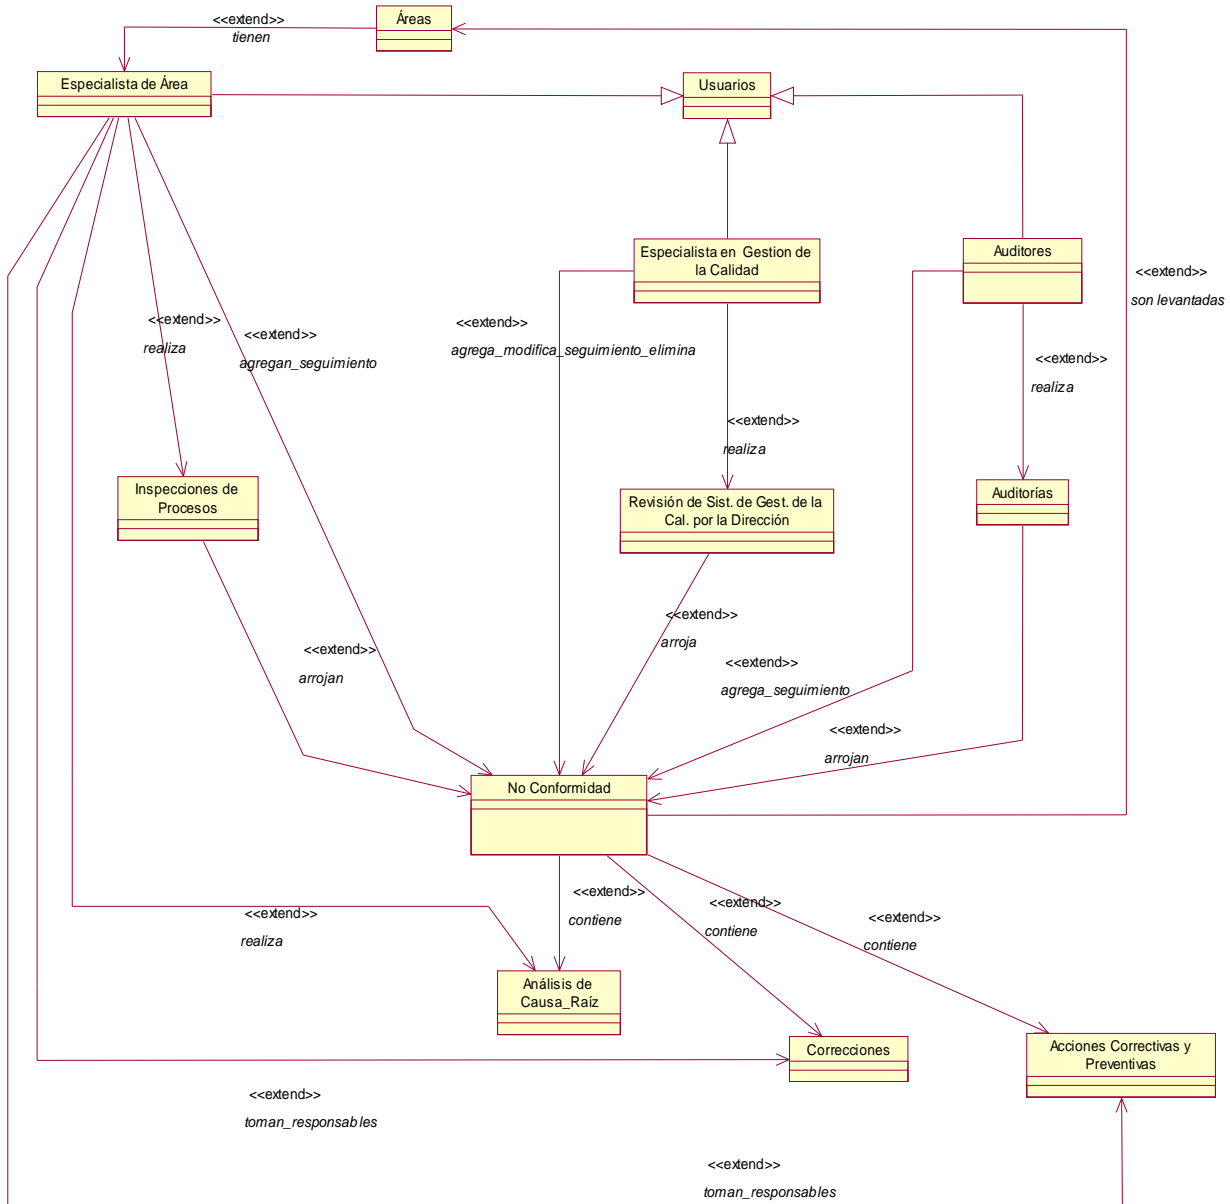 <<extend>>
tienen
Áreas
Especialista de Área
Usuarios
Especialista en Gestion de
la Calidad
Auditores
<<extend>>
son levantadas
<<extend>>
realiza
<<extend>>
agregan_seguimiento
<<extend>>
agrega_modifica_seguimiento_elimina
<<extend>>
realiza
<<extend>>
realiza
Inspecciones de
Procesos
Revisión de Sist. de Gest. de la
Cal. por la Dirección
Auditorías
<<extend>>
arrojan
<<extend>>
arroja
<<extend>>
agrega_seguimiento
<<extend>>
arrojan
No Conformidad
<<extend>>
realiza
<<extend>>
contiene
<<extend>>
contiene
<<extend>>
contiene
Análisis de
Causa_Raíz
Correcciones
Acciones Correctivas y
Preventivas
<<extend>>
toman_responsables
<<extend>>
toman_responsables